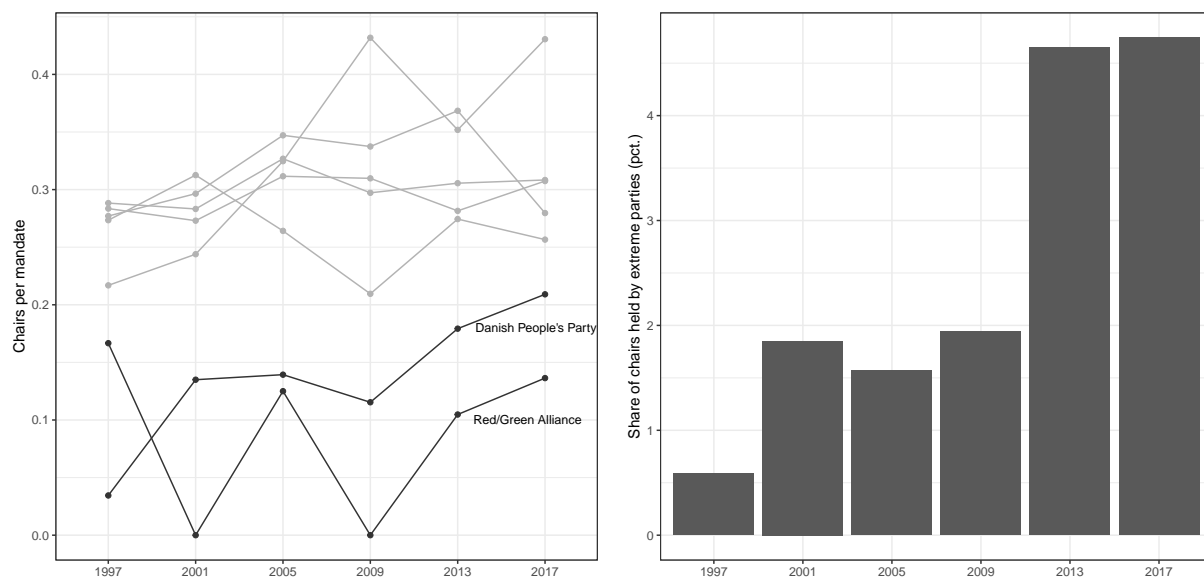 Chairs per mandate
0.4
0.3
0.2
0.1
0.0
Danish People's Party
Red/Green Alliance
1997 2001 2005 2009 2013 2017
Share of chairs held by extreme parties (pct.)
4
3
2
1
0
1997 2001 2005 2009 2013 2017